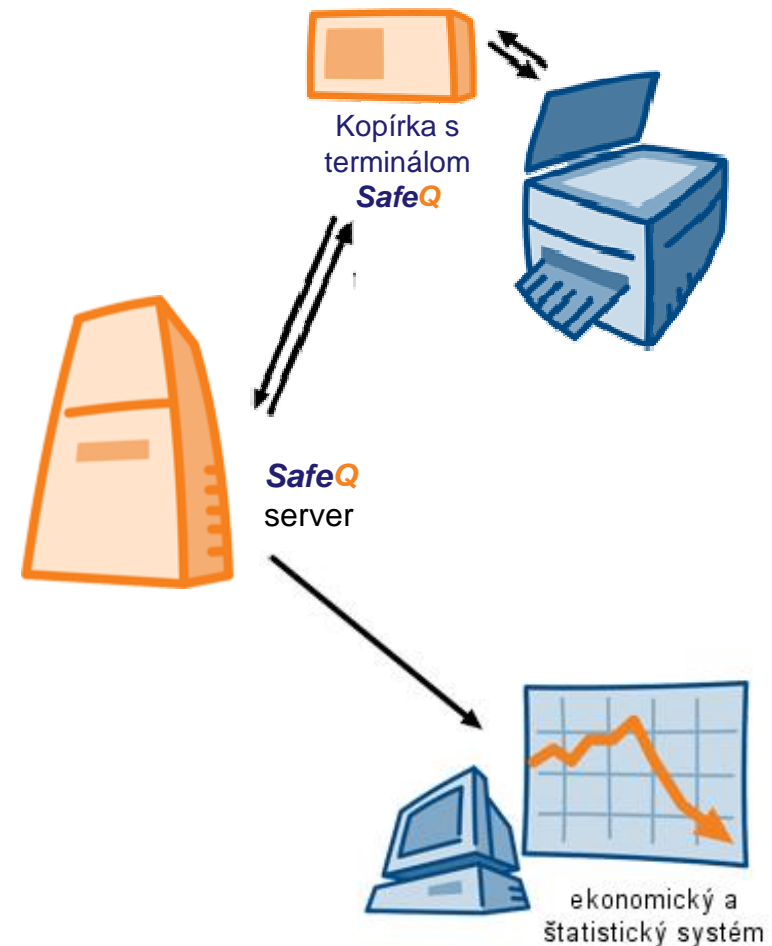 Kopírka s
terminálom
SafeQ
SafeQ
server
ekonomický a
štatistický systém